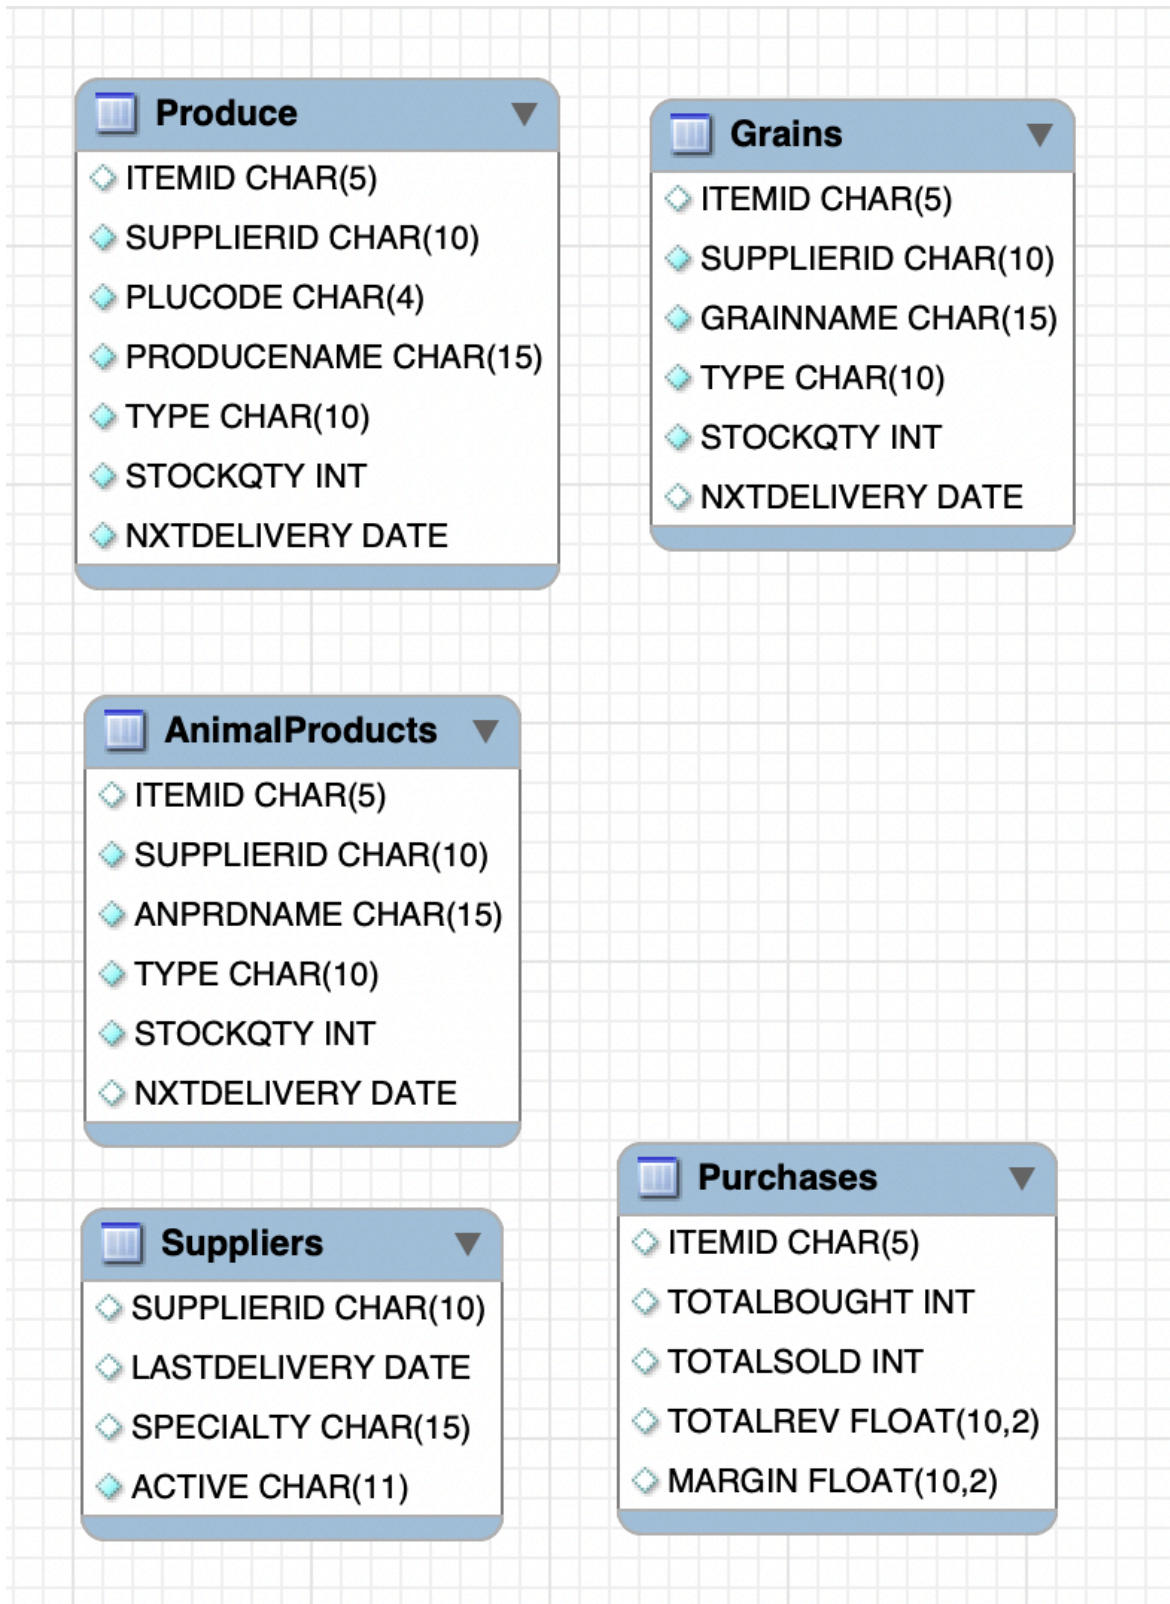 Produce
ITEMID CHAR(5)
SUPPLIERID CHAR(10)
PLUCODE CHAR(4)
PRODUCENAME CHAR(15)
TYPE CHAR(10)
STOCKQTY INT
NXTDELIVERY DATE
Grains
ITEMID CHAR(5)
SUPPLIERID CHAR(10)
GRAINNAME CHAR(15)
TYPE CHAR(10)
STOCKQTY INT
NXTDELIVERY DATE
AnimalProducts
ITEMID CHAR(5)
SUPPLIERID CHAR(10)
ANPRDNAME CHAR(15)
TYPE CHAR(10)
STOCKQTY INT
NXTDELIVERY DATE
Suppliers
SUPPLIERID CHAR(10)
LASTDELIVERY DATE
SPECIALTY CHAR(15)
ACTIVE CHAR(11)
Purchases
ITEMID CHAR(5)
TOTALBOUGHT INT
TOTALSOLD INT
TOTALREV FLOAT(10,2)
MARGIN FLOAT(10,2)